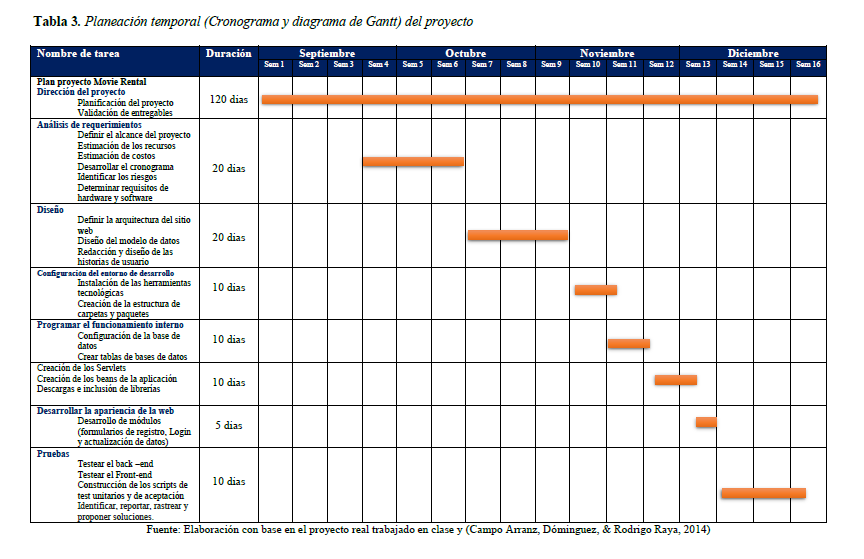 Tabla 3. Planeación temporal (Cronograma y diagrama de Gantt) del proyecto
Nombre de tarea Duración Septiembre Octubre Noviembre Diciembre
Sem 1 Sem 2 Sem 3 Sem 4 Sem 5 Sem 6 Sem 7 Sem 8 Sem 9 Sem 10 Sem 11 Sem 12 Sem 13 Sem 14 Sem 15 Sem 16
Plan proyecto Movie Rental
Dirección del proyecto
Planificación del proyecto
Validación de entregables
120 días
Análisis de requerimientos
Definir el alcance del proyecto
Estimación de los recursos
Estimación de costos
Desarrollar el cronograma
Identificar los riesgos
Determinar requisitos de
hardware y software
20 días
Diseño
Definir la arquitectura del sitio
web
Diseño del modelo de datos
Redacción y diseño de las
historias de usuario
20 días
Configuración del entorno de desarrollo
Instalación de las herramientas
tecnológicas
Creación de la estructura de
carpetas y paquetes
10 días
Programar el funcionamiento interno
Configuración de la base de
datos
Crear tablas de bases de datos
10 días
Creación de los Servlets
Creación de los beans de la aplicación
Descargas e inclusión de librerías
10 días
Desarrollar la apariencia de la web
Desarrollo de módulos
(formularios de registro, Login
y actualización de datos)
5 días
Pruebas
Testear el back –end
Testear el Front-end
Construcción de los scripts de
test unitarios y de aceptación
Identificar, reportar, rastrear y
proponer soluciones.
10 días
Fuente: Elaboración con base en el proyecto real trabajado en clase y (Campo Arranz, Dóminguez, & Rodrigo Raya, 2014)